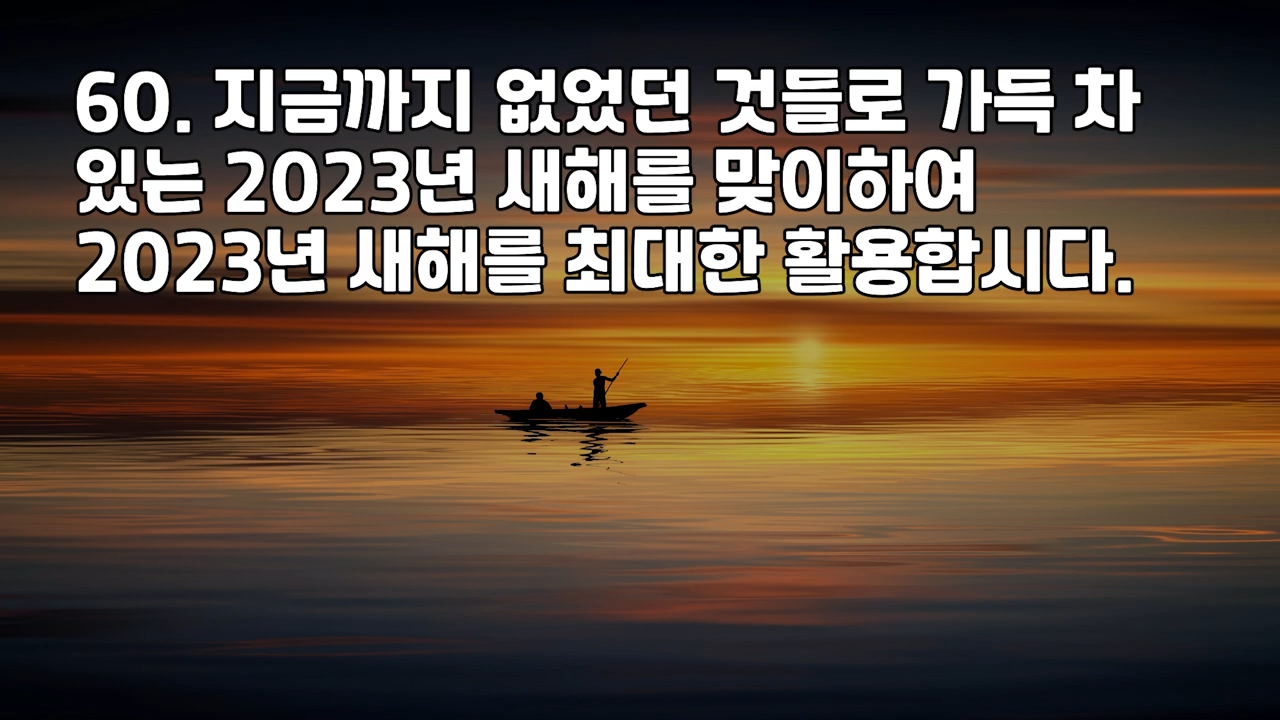 60. 지금까지 없었던 것들로 가득 차
있는 2023년 새해를 맞이하여
2023년 새해를 최대한 활용합시다.